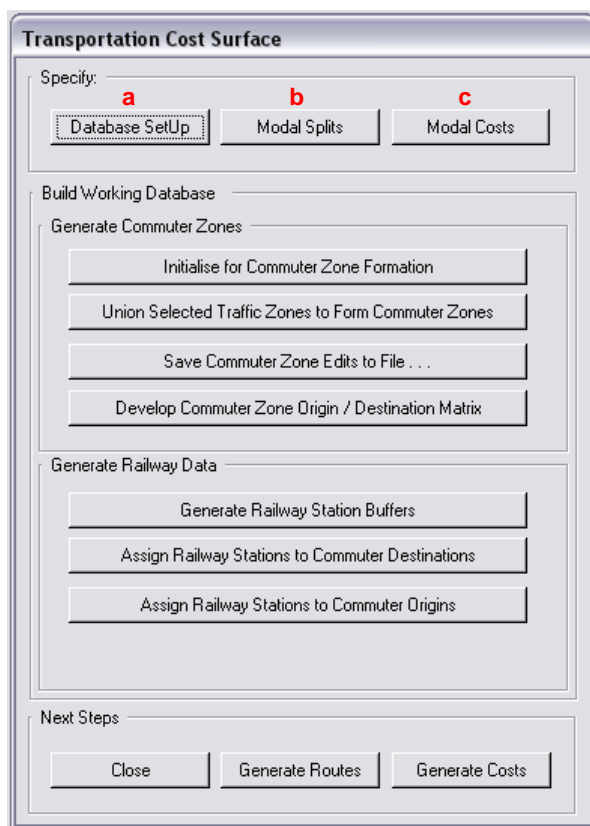 Transportation Cost Surface
Specify:
a b c
Database SetUp Modal Splits Modal Costs
Build Working Database
Generate Commuter Zones
Initialise for Commuter Zone Formation
Union Selected Traffic Zones to Form Commuter Zones
Save Commuter Zone Edits to File . . .
Develop Commuter Zone Origin / Destination Matrix
Generate Railway Data
Generate Railway Station Buffers
Assign Railway Stations to Commuter Destinations
Assign Railway Stations to Commuter Origins
Next Steps
Close Generate Routes Generate Costs